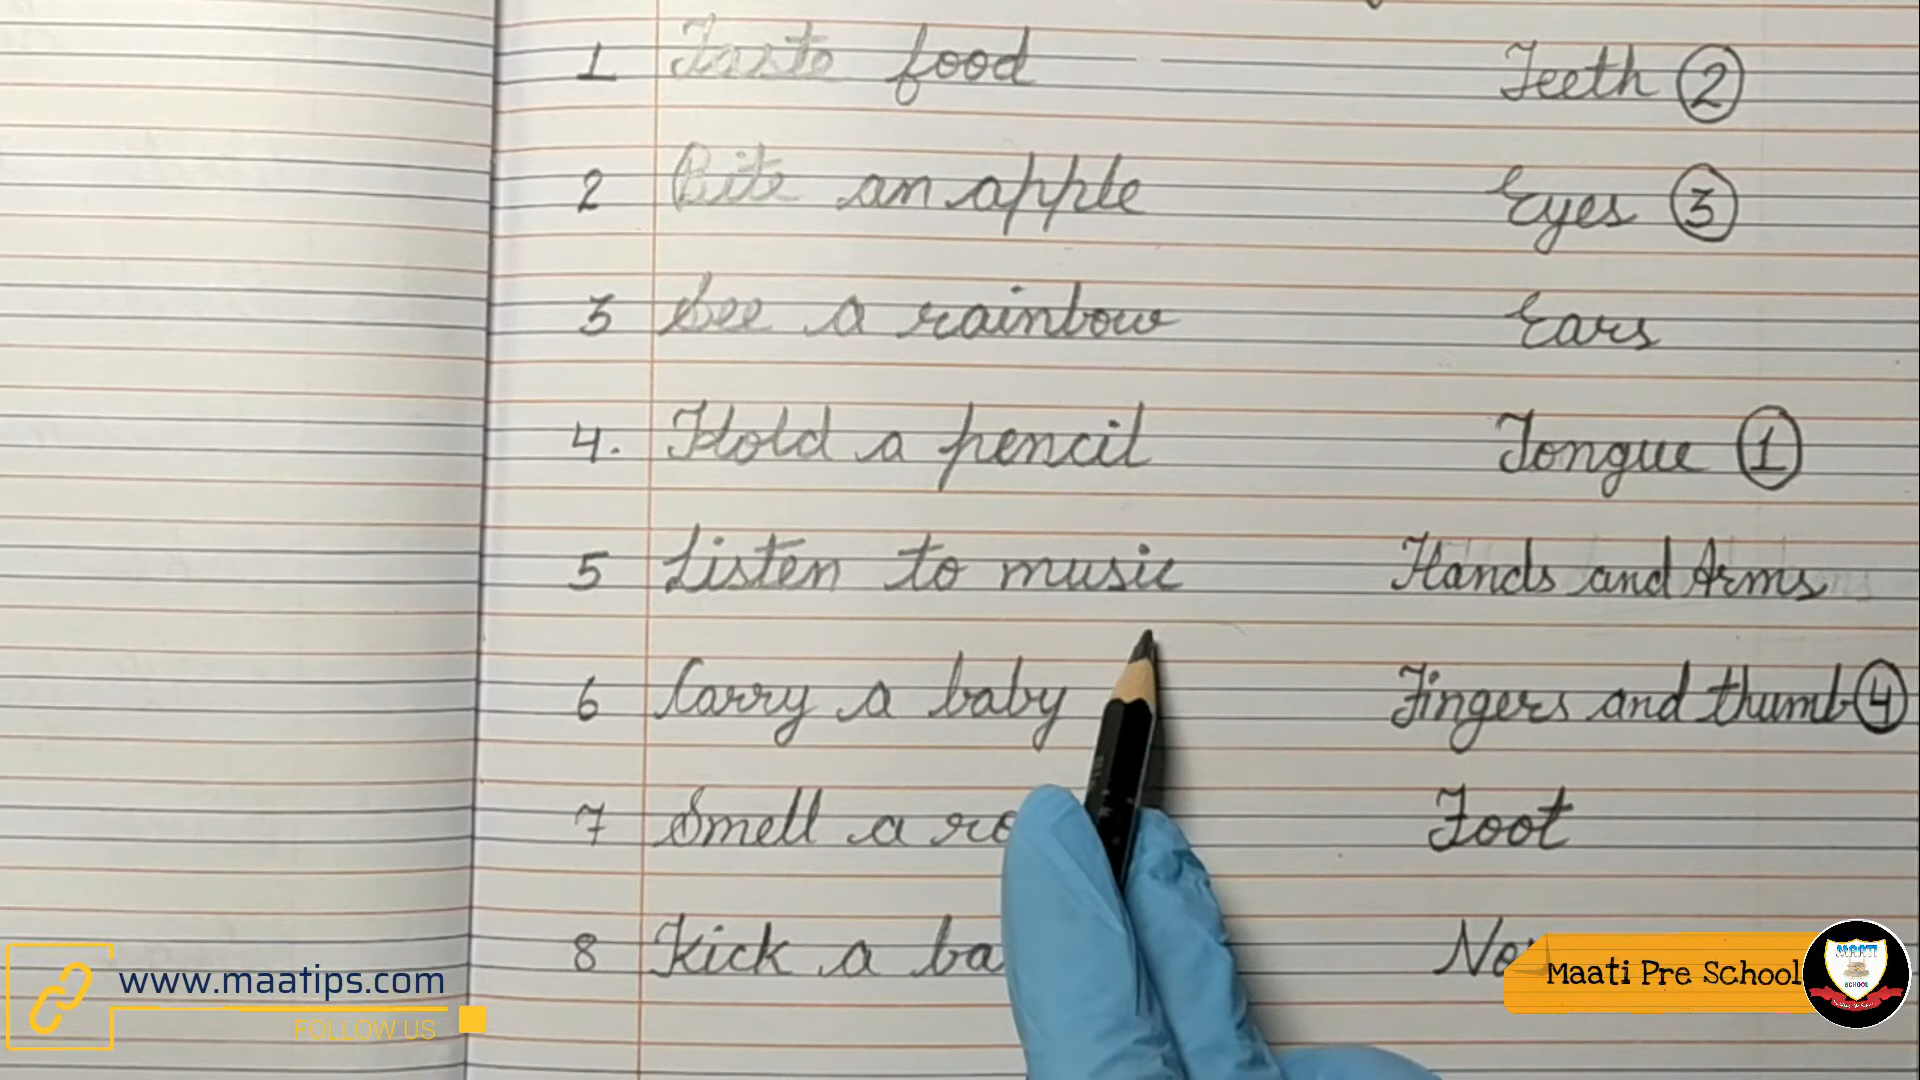 1 Taste food Teeth 2
2 Bite an apple Eyes 3
3 See a rainbow Ears
4. Hold a pencil Tongue 1
5 Listen to music Hands and Arms
6 Carry a baby Fingers and thumb 4
7 Smell a Foot
8 Kick a
www.maatips.com
FOLLOW US
Maati Pre School
MAATI
SCHOOL